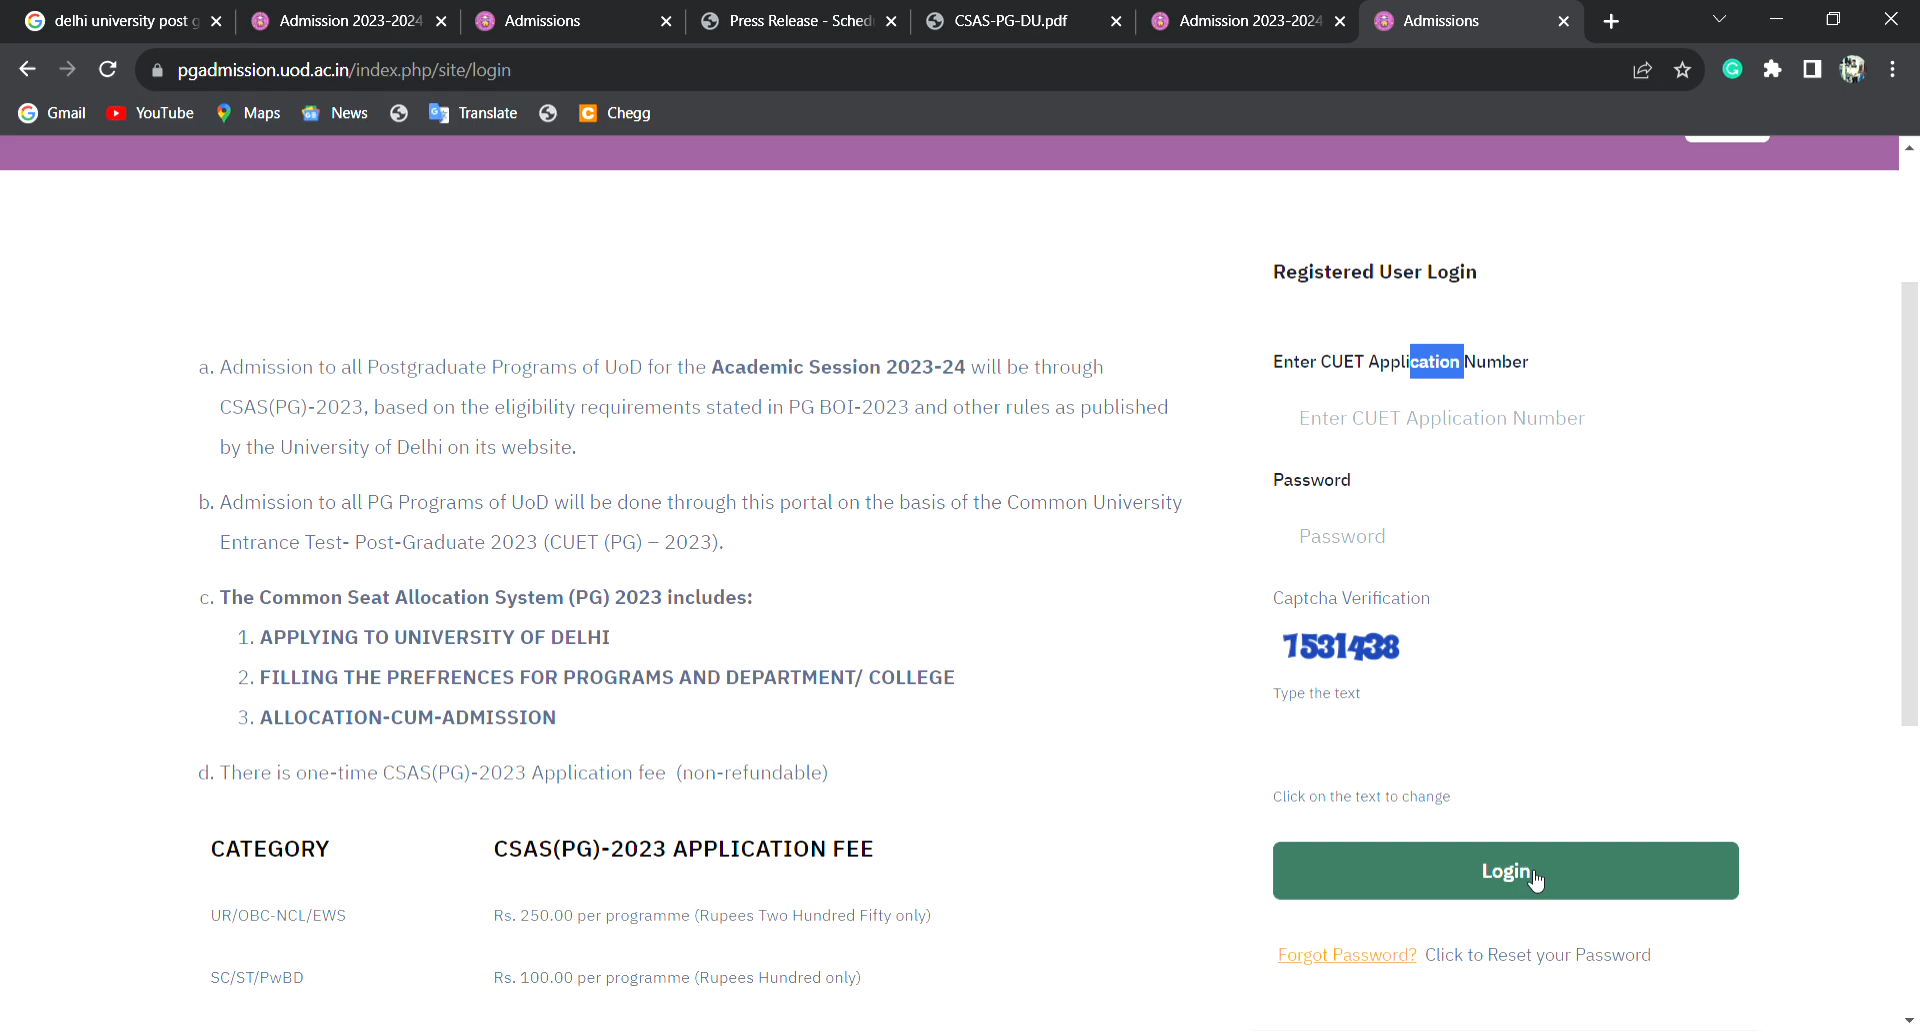 delhi university post g
Admission 2023-2024
Admissions
Press Release - Sched
CSAS-PG-DU.pdf
Admission 2023-2024
Admissions
pgadmission.uod.ac.in/index.php/site/login
Gmail
YouTube
Maps
News
Translate
Chegg
a. Admission to all Postgraduate Programs of UoD for the Academic Session 2023-24 will be through
CSAS(PG)-2023, based on the eligibility requirements stated in PG BOI-2023 and other rules as published
by the University of Delhi on its website.
b. Admission to all PG Programs of UoD will be done through this portal on the basis of the Common University
Entrance Test- Post-Graduate 2023 (CUET (PG) – 2023).
c. The Common Seat Allocation System (PG) 2023 includes:
1. APPLYING TO UNIVERSITY OF DELHI
2. FILLING THE PREFRENCES FOR PROGRAMS AND DEPARTMENT/ COLLEGE
3. ALLOCATION-CUM-ADMISSION
d. There is one-time CSAS(PG)-2023 Application fee (non-refundable)
CATEGORY CSAS(PG)-2023 APPLICATION FEE
UR/OBC-NCL/EWS Rs. 250.00 per programme (Rupees Two Hundred Fifty only)
SC/ST/PwBD Rs. 100.00 per programme (Rupees Hundred only)
Registered User Login
Enter CUET Application Number
Enter CUET Application Number
Password
Password
Captcha Verification
7531438
Type the text
Click on the text to change
Login
Forgot Password? Click to Reset your Password